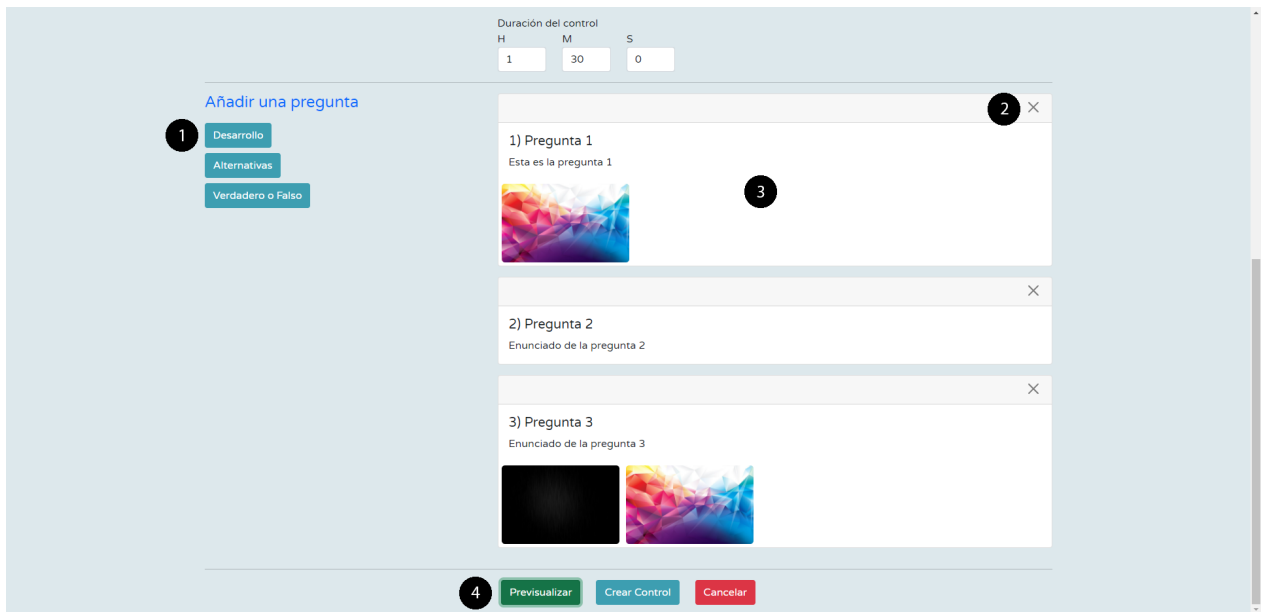 Duración del control
H M S
1 30 0
Añadir una pregunta
1 Desarrollo
Alternativas
Verdadero o Falso
2 ×
1) Pregunta 1
Esta es la pregunta 1
3
×
2) Pregunta 2
Enunciado de la pregunta 2
×
3) Pregunta 3
Enunciado de la pregunta 3
4 Previsualizar Crear Control Cancelar